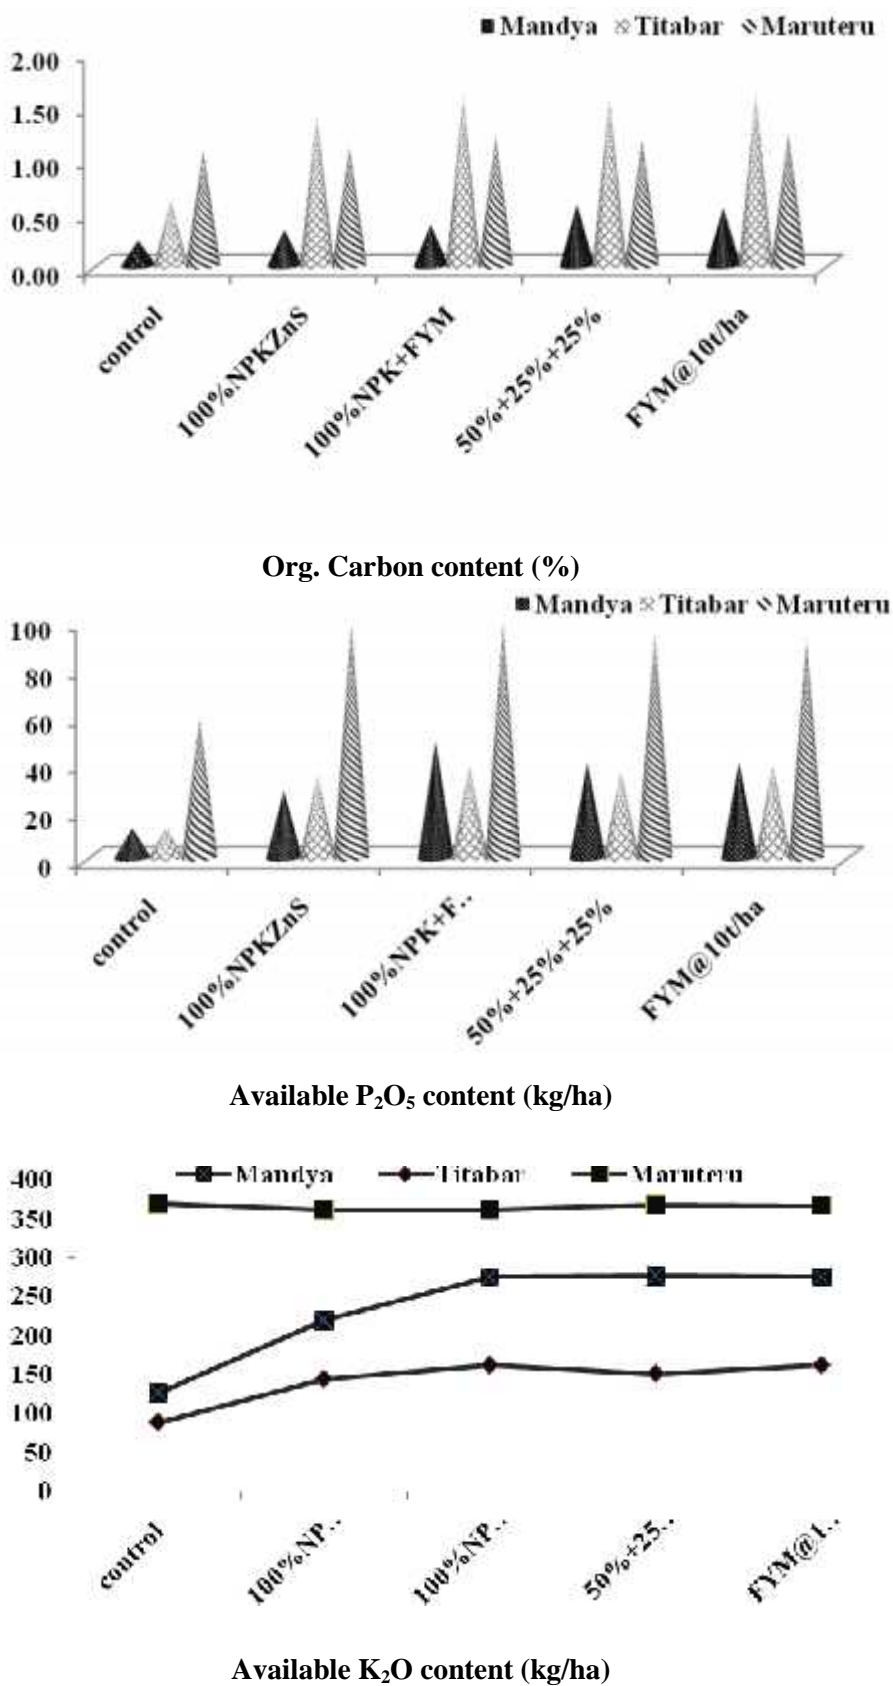 Mandya Titabar Maruteru
2.00
1.50
1.00
0.50
0.00
control
100%NPKZnS
100%NPK+FYM
50%+25%+25%
FYM@10t/ha
Org. Carbon content (%)
Mandya Titabar Maruteru
100
80
60
40
20
0
control
100%NPKZnS
100%NPK+F..
50%+25%+25%
FYM@10t/ha
Available P₂O₅ content (kg/ha)
Mandya Titabar Maruteru
400
350
300
250
200
150
100
50
0
control
100%NP..
100%NP..
50%+25..
FYM@1..
Available K₂O content (kg/ha)